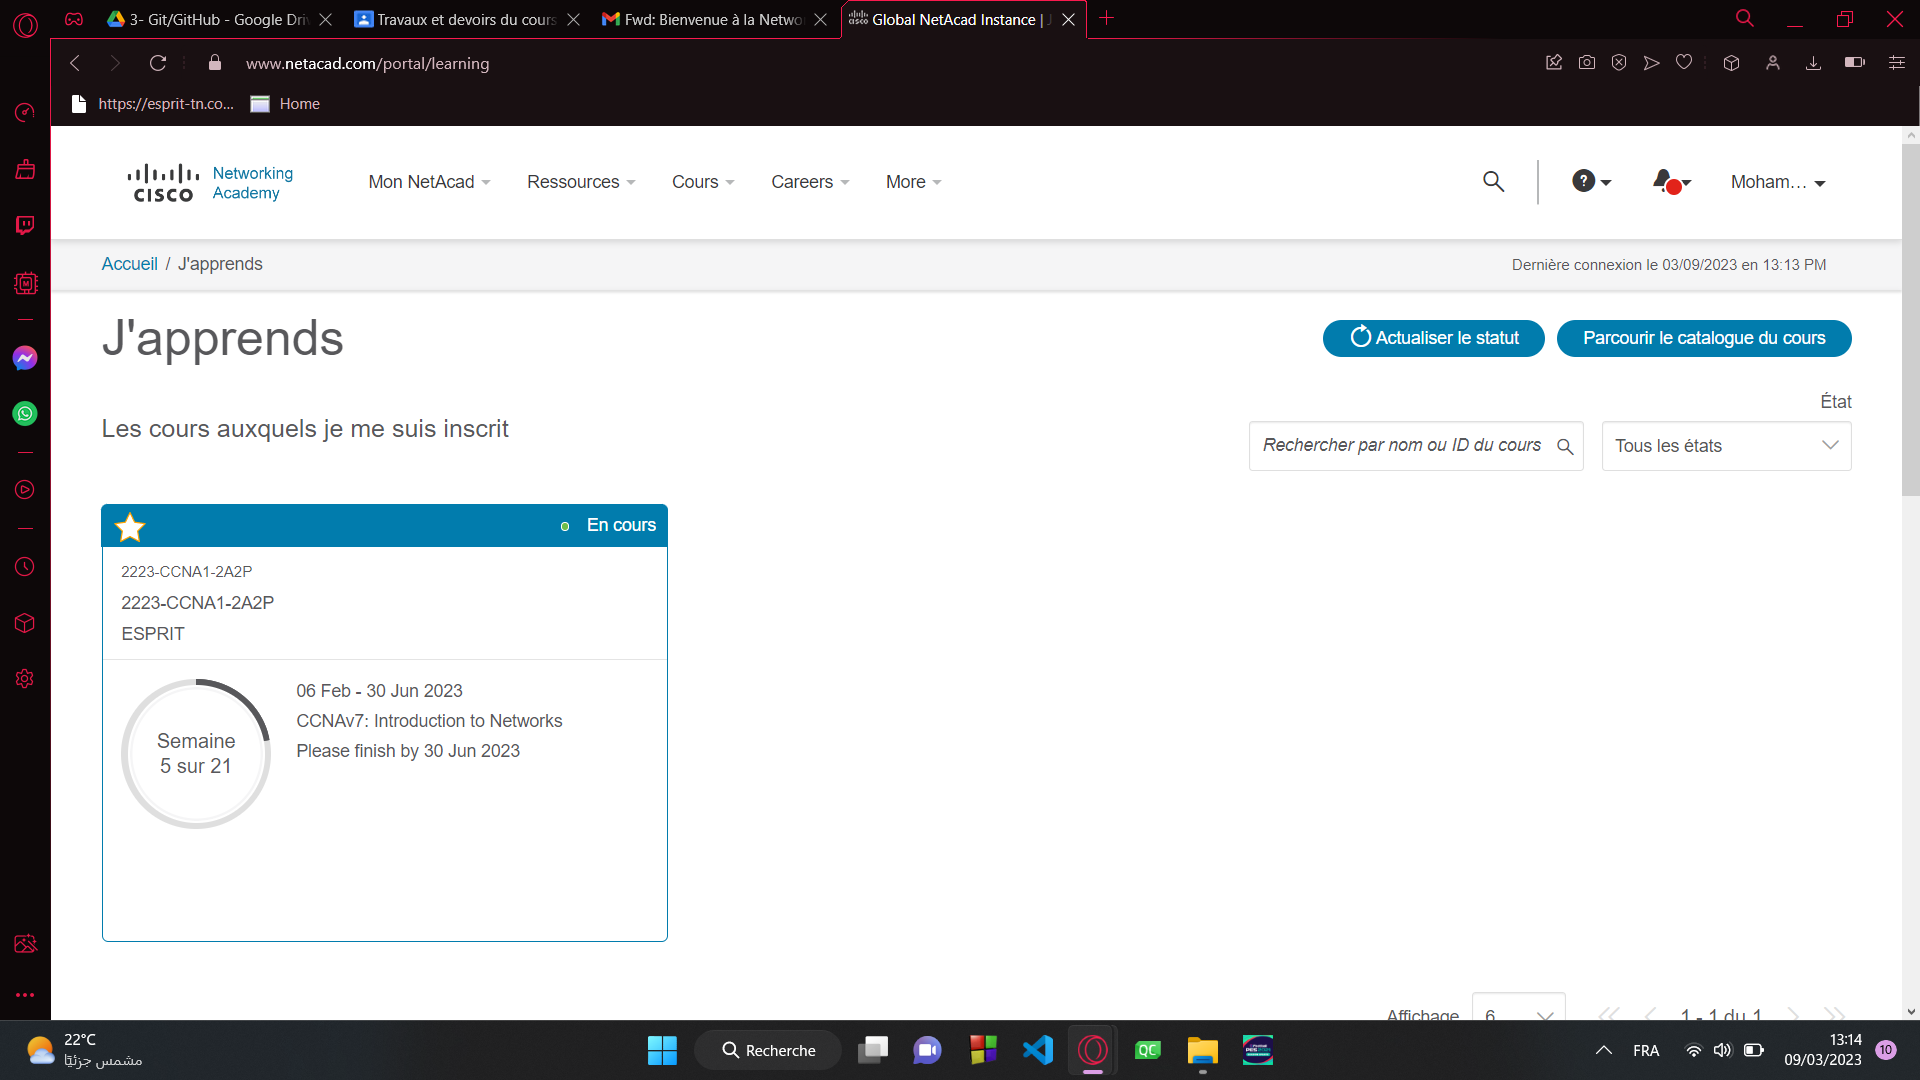 3- Git/GitHub - Google Dri
Travaux et devoirs du cours
Fwd: Bienvenue à la Netwo
Global NetAcad Instance | J
www.netacad.com/portal/learning
https://esprit-tn.co...
Home
CISCO
Networking
Academy
Mon NetAcad
Ressources
Cours
Careers
More
?
Moham...
Accueil / J'apprends
Dernière connexion le 03/09/2023 en 13:13 PM
J'apprends
Actualiser le statut
Parcourir le catalogue du cours
État
Les cours auxquels je me suis inscrit
Rechercher par nom ou ID du cours
Tous les états
En cours
2223-CCNA1-2A2P
2223-CCNA1-2A2P
ESPRIT
Semaine
5 sur 21
06 Feb - 30 Jun 2023
CCNAv7: Introduction to Networks
Please finish by 30 Jun 2023
Affichage
6
1 - 1 du 1
22°C
مشمس جزئيًا
Recherche
QC
FRA
13:14
09/03/2023
10